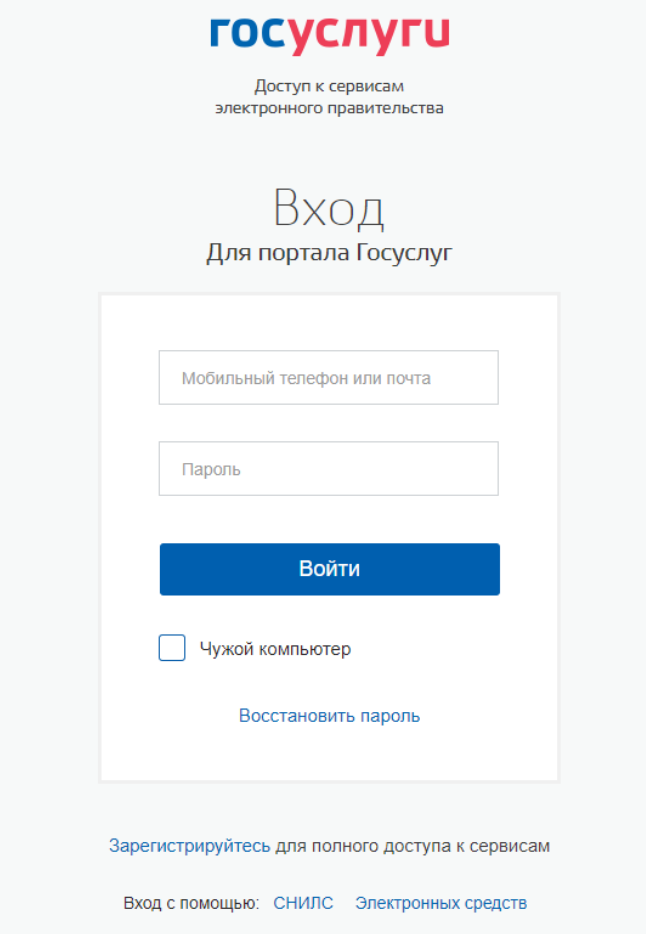 госуслуги
Доступ к сервисам
электронного правительства
Вход
Для портала Госуслуг
Мобильный телефон или почта
Пароль
Войти
Чужой компьютер
Восстановить пароль
Зарегистрируйтесь для полного доступа к сервисам
Вход с помощью: СНИЛС Электронных средств